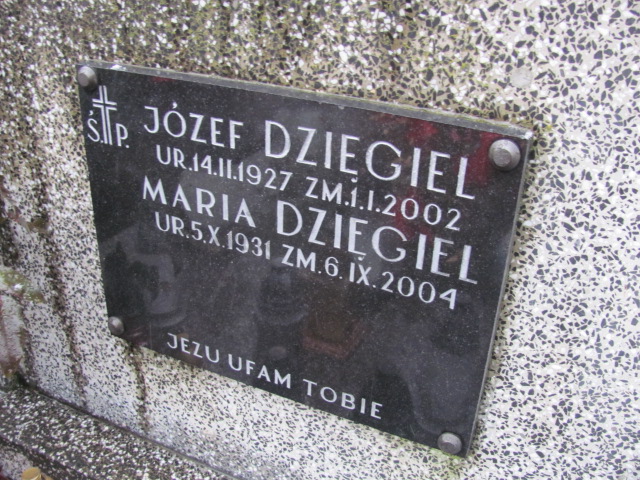 Ś.P.
JÓZEF DZIĘGIEL
UR.14.II.1927 ZM.1.I.2002
MARIA DZIĘGIEL
UR.5.X.1931 ZM.6.IX.2004
JEZU UFAM TOBIE